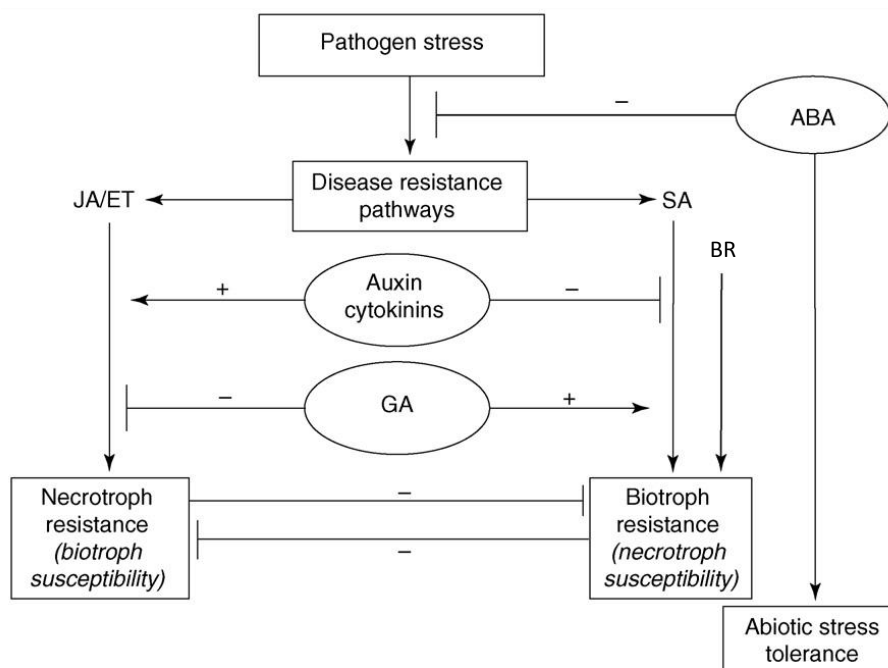 Pathogen stress
–
ABA
Disease resistance
pathways
JA/ET
SA
BR
Auxin
cytokinins
+
–
GA
–
+
Necrotroph
resistance
(biotroph
susceptibility)
–
–
Biotroph
resistance
(necrotroph
susceptibility)
Abiotic stress
tolerance